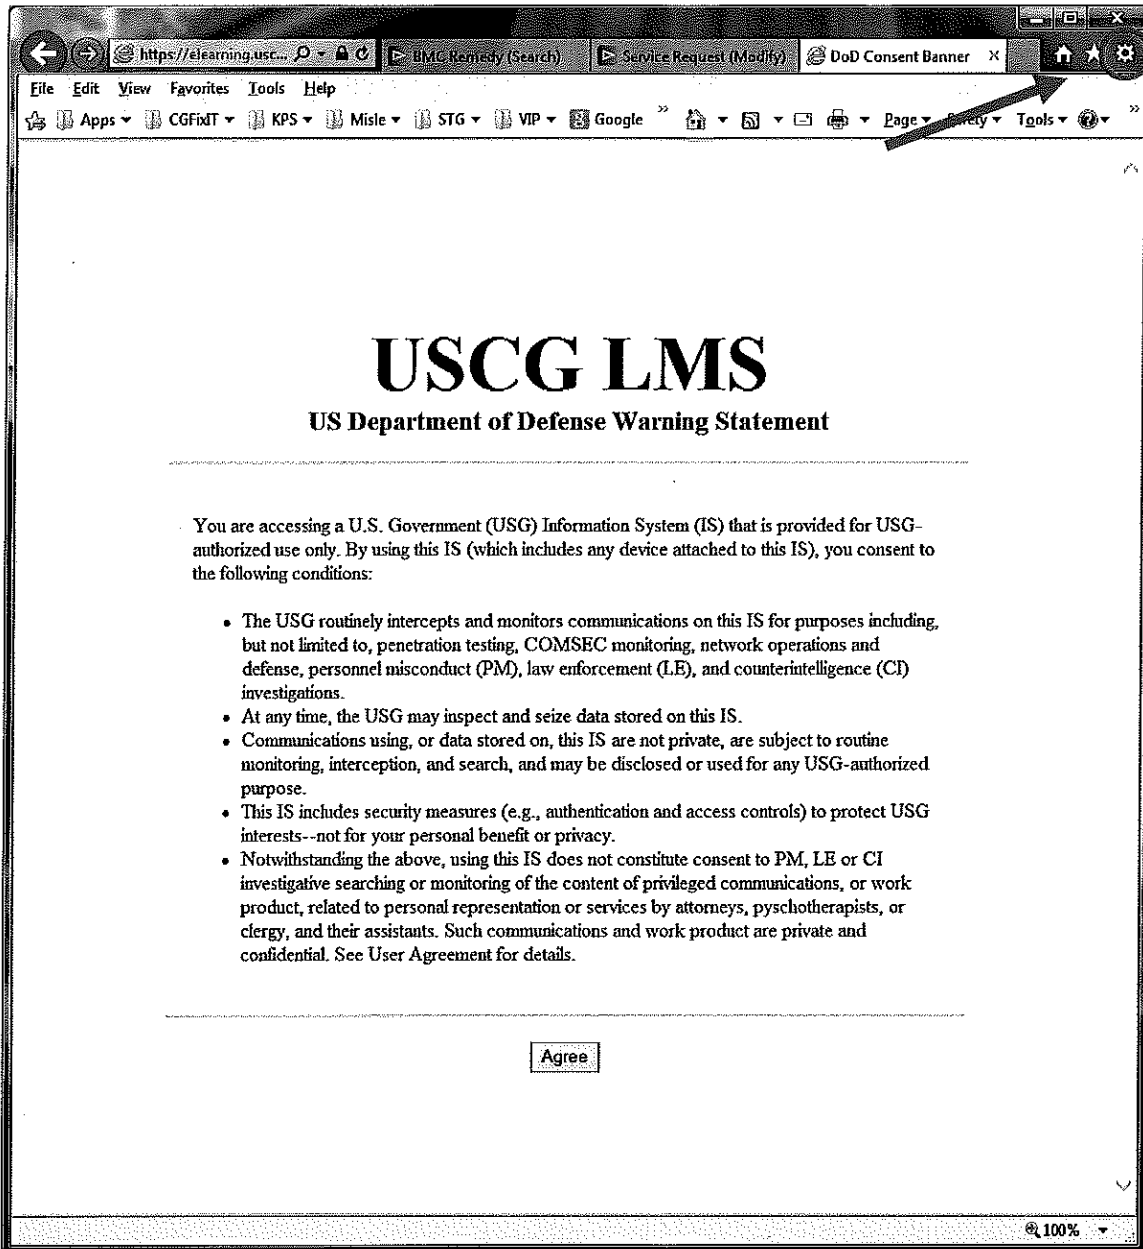 https://elearning.usc... BMC Remedy (Search) Service Request (Modify) DoD Consent Banner X
File Edit View Favorites Tools Help
Apps CGFixIT KPS Misle STG VIP Google » Page Safety Tools »
USCG LMS
US Department of Defense Warning Statement
You are accessing a U.S. Government (USG) Information System (IS) that is provided for USG-
authorized use only. By using this IS (which includes any device attached to this IS), you consent to
the following conditions:
• The USG routinely intercepts and monitors communications on this IS for purposes including,
but not limited to, penetration testing, COMSEC monitoring, network operations and
defense, personnel misconduct (PM), law enforcement (LE), and counterintelligence (CI)
investigations.
• At any time, the USG may inspect and seize data stored on this IS.
• Communications using, or data stored on, this IS are not private, are subject to routine
monitoring, interception, and search, and may be disclosed or used for any USG-authorized
purpose.
• This IS includes security measures (e.g., authentication and access controls) to protect USG
interests--not for your personal benefit or privacy.
• Notwithstanding the above, using this IS does not constitute consent to PM, LE or CI
investigative searching or monitoring of the content of privileged communications, or work
product, related to personal representation or services by attorneys, pyschotherapists, or
clergy, and their assistants. Such communications and work product are private and
confidential. See User Agreement for details.
Agree
100%